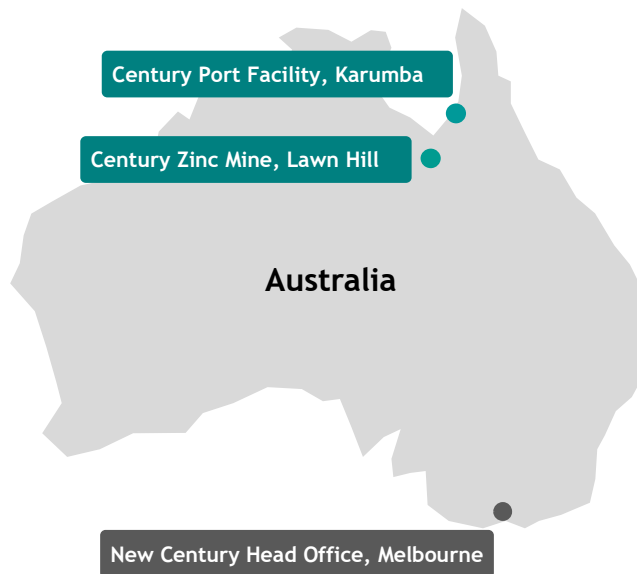 Century Port Facility, Karumba
Century Zinc Mine, Lawn Hill
Australia
New Century Head Office, Melbourne